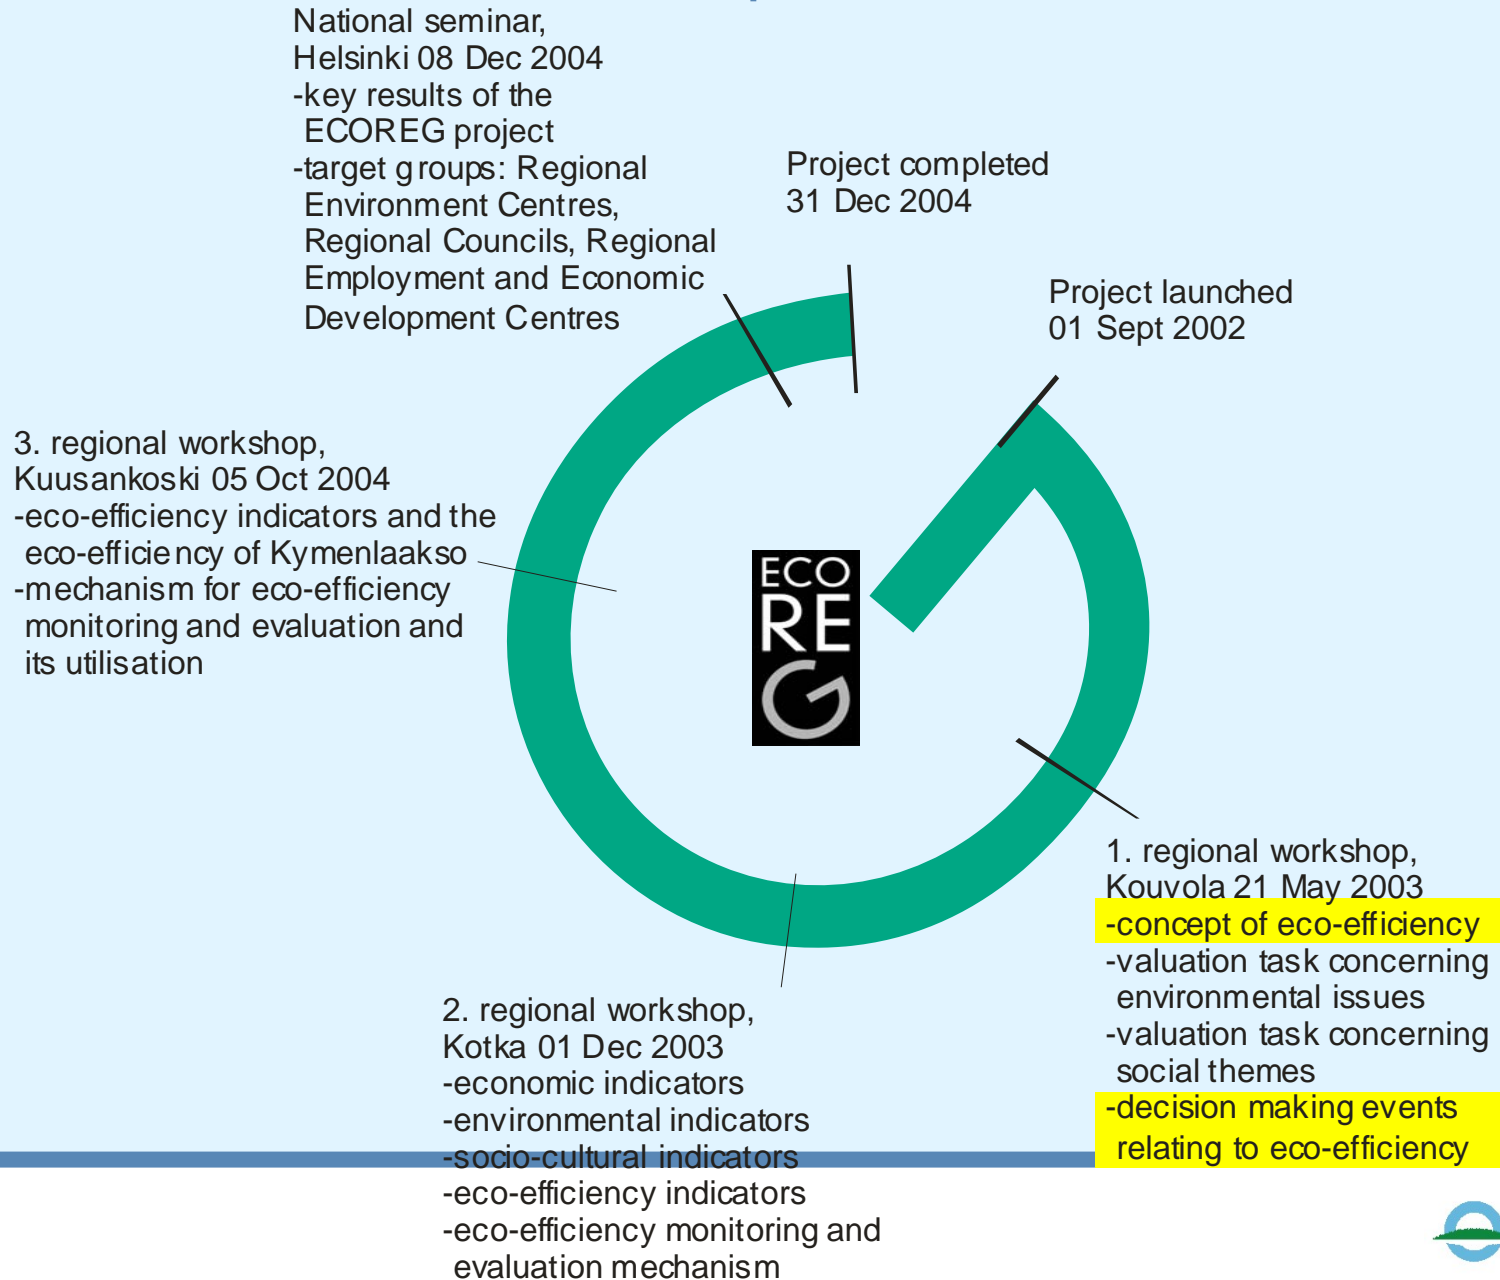 National seminar,
Helsinki 08 Dec 2004
-key results of the
ECOREG project
-target groups: Regional
Environment Centres,
Regional Councils, Regional
Employment and Economic
Development Centres
Project completed
31 Dec 2004
Project launched
01 Sept 2002
3. regional workshop,
Kuusankoski 05 Oct 2004
-eco-efficiency indicators and the
eco-efficiency of Kymenlaakso
-mechanism for eco-efficiency
monitoring and evaluation and
its utilisation
ECO
RE
G
1. regional workshop,
Kouvola 21 May 2003
-concept of eco-efficiency
-valuation task concerning
environmental issues
-valuation task concerning
social themes
-decision making events
relating to eco-efficiency
2. regional workshop,
Kotka 01 Dec 2003
-economic indicators
-environmental indicators
-socio-cultural indicators
-eco-efficiency indicators
-eco-efficiency monitoring and
evaluation mechanism